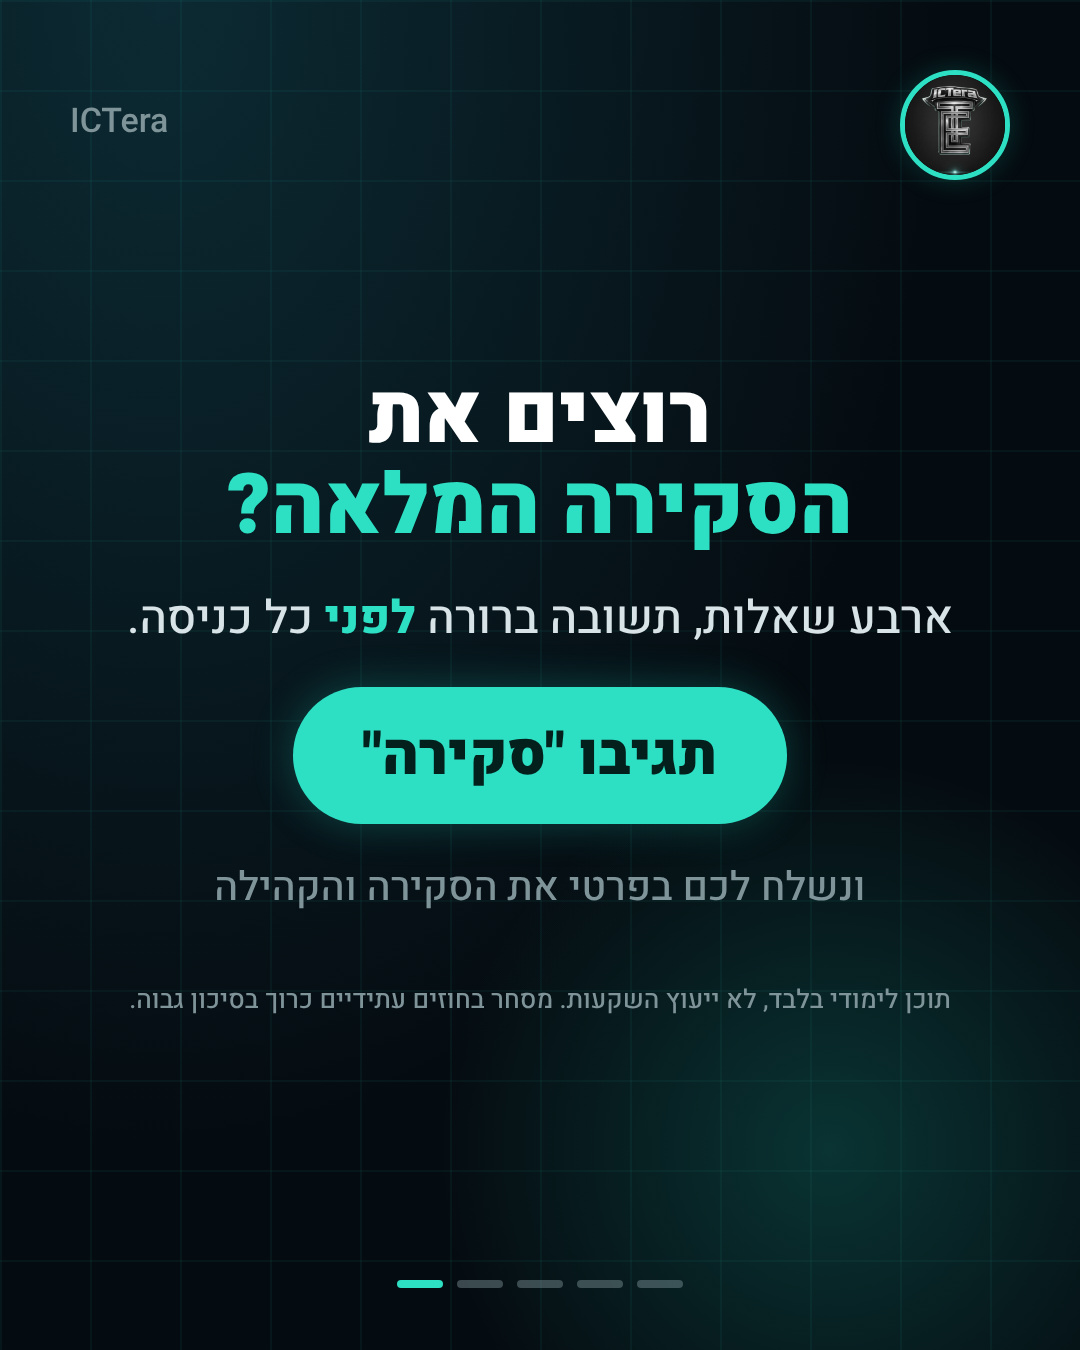 ICTera
ICTera
רוצים את
הסקירה המלאה?
ארבע שאלות, תשובה ברורה לפני כל כניסה.
תגיבו "סקירה"
ונשלח לכם בפרטי את הסקירה והקהילה
תוכן לימודי בלבד, לא ייעוץ השקעות. מסחר בחוזים עתידיים כרוך בסיכון גבוה.